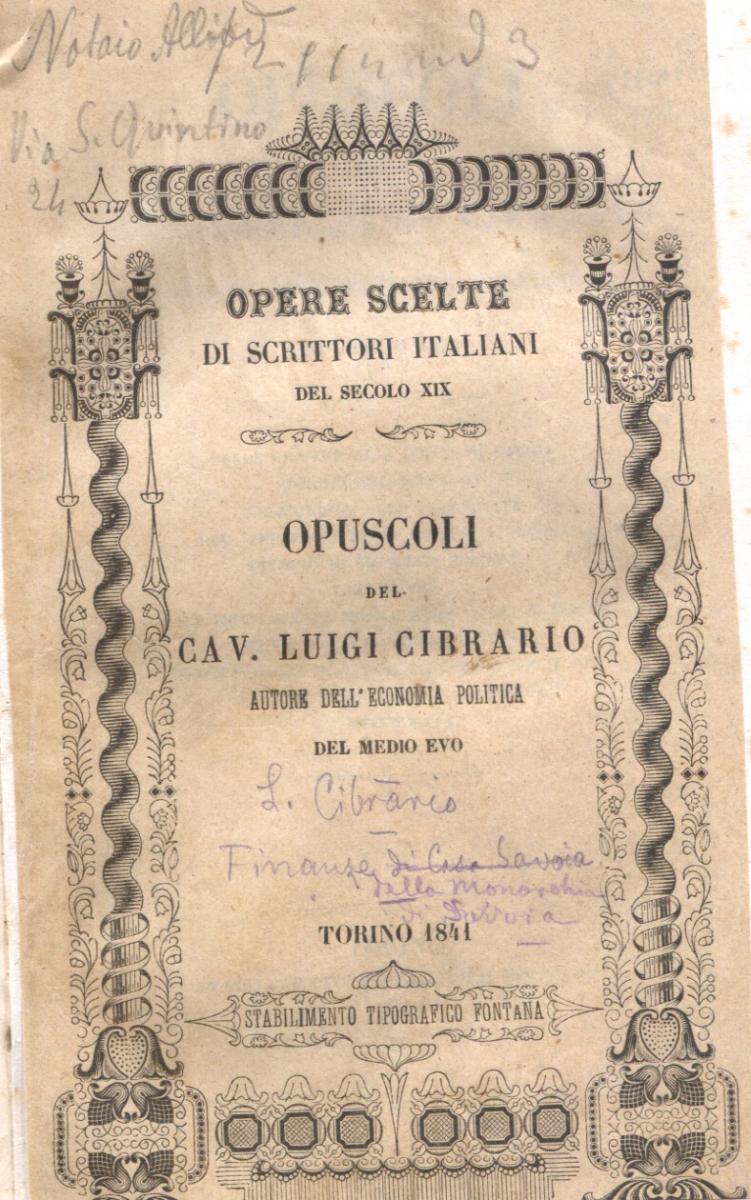 Notaio
Via S. Quintino
24
OPERE SCELTE
DI SCRITTORI ITALIANI
DEL SECOLO XIX
OPUSCOLI
DEL
CAV. LUIGI CIBRARIO
AUTORE DELL'ECONOMIA POLITICA
DEL MEDIO EVO
L. Cibrario
Finanze di Casa Savoia
della Monarchia
di Savoia
TORINO 1841
STABILIMENTO TIPOGRAFICO FONTANA